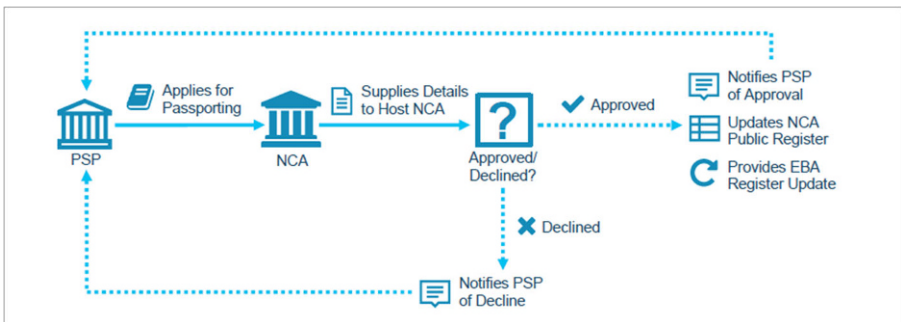 Applies for
Passporting
Supplies Details
to Host NCA
Approved
Notifies PSP
of Approval
Updates NCA
Public Register
Provides EBA
Register Update
PSP
NCA
?
Approved/
Declined?
Declined
Notifies PSP
of Decline